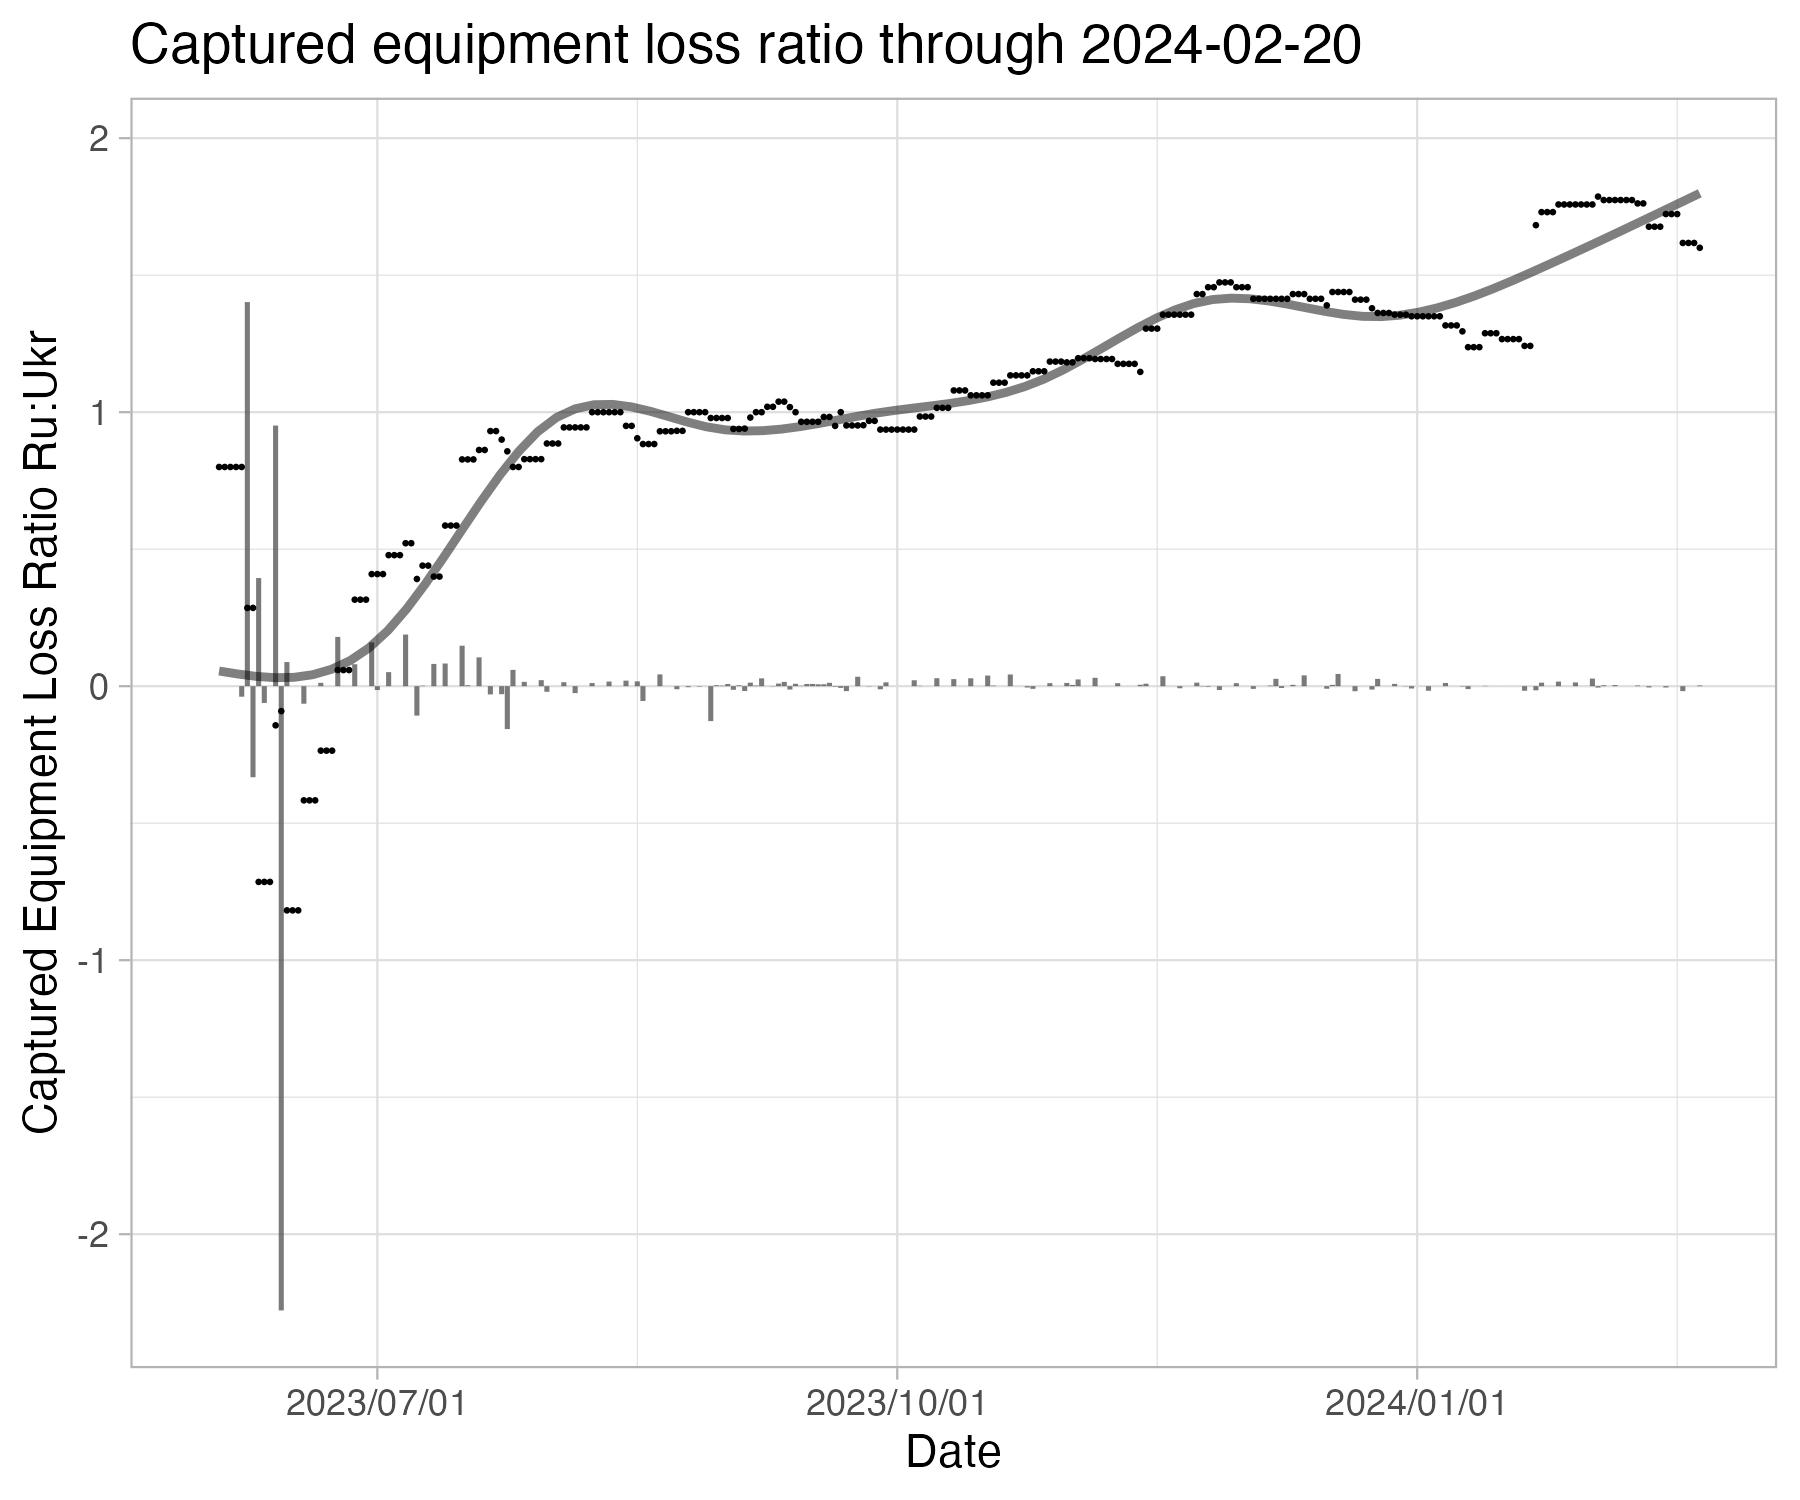 Captured equipment loss ratio through 2024-02-20
Captured Equipment Loss Ratio Ru:Ukr
2
1
0
-1
-2
2023/07/01
2023/10/01
2024/01/01
Date